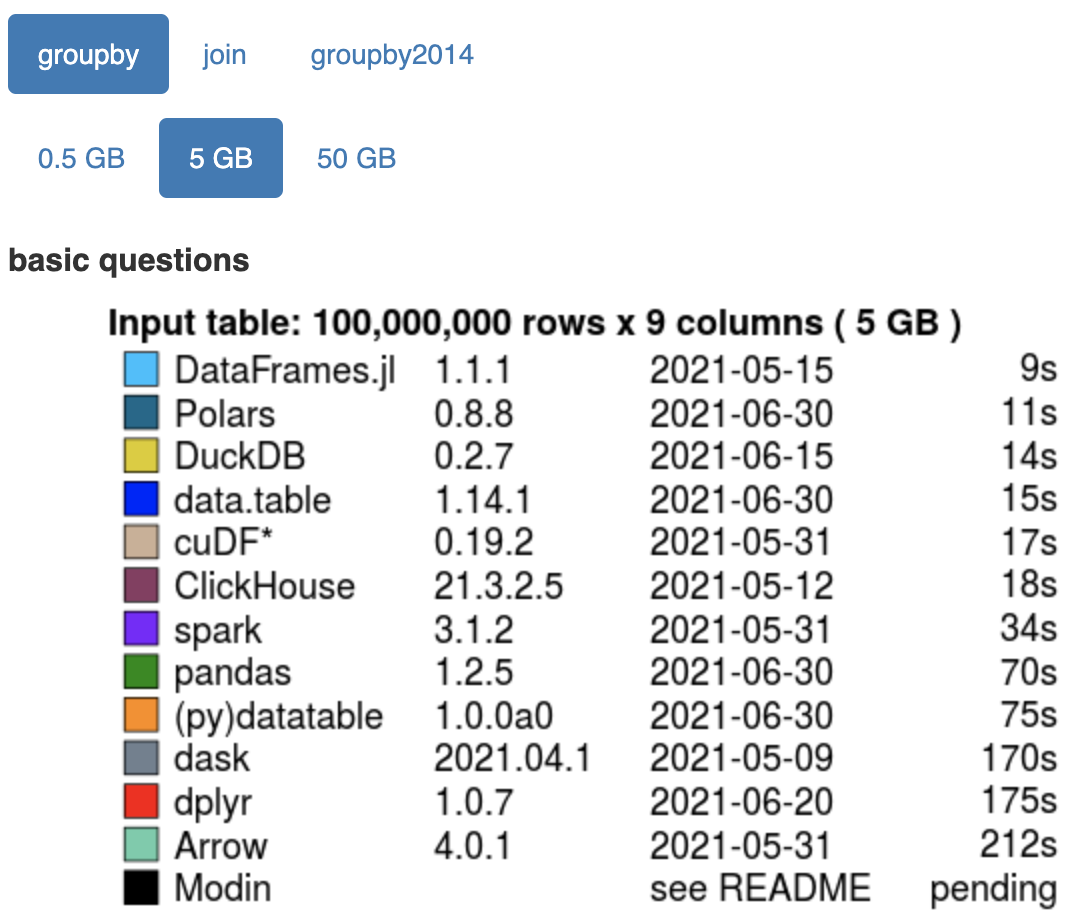 groupby join groupby2014
0.5 GB 5 GB 50 GB
basic questions
Input table: 100,000,000 rows x 9 columns ( 5 GB )
DataFrames.jl 1.1.1 2021-05-15 9s
Polars 0.8.8 2021-06-30 11s
DuckDB 0.2.7 2021-06-15 14s
data.table 1.14.1 2021-06-30 15s
cuDF* 0.19.2 2021-05-31 17s
ClickHouse 21.3.2.5 2021-05-12 18s
spark 3.1.2 2021-05-31 34s
pandas 1.2.5 2021-06-30 70s
(py)datatable 1.0.0a0 2021-06-30 75s
dask 2021.04.1 2021-05-09 170s
dplyr 1.0.7 2021-06-20 175s
Arrow 4.0.1 2021-05-31 212s
Modin see README pending